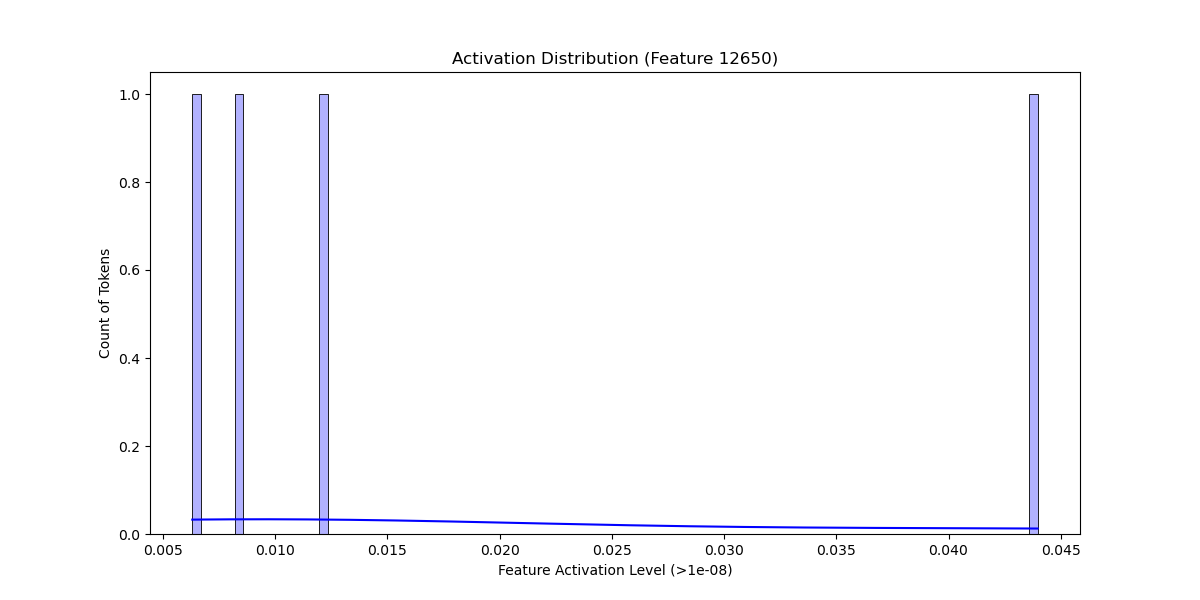 Activation Distribution (Feature 12650)
Count of Tokens
1.0
0.8
0.6
0.4
0.2
0.0
0.005 0.010 0.015 0.020 0.025 0.030 0.035 0.040 0.045
Feature Activation Level (>1e-08)